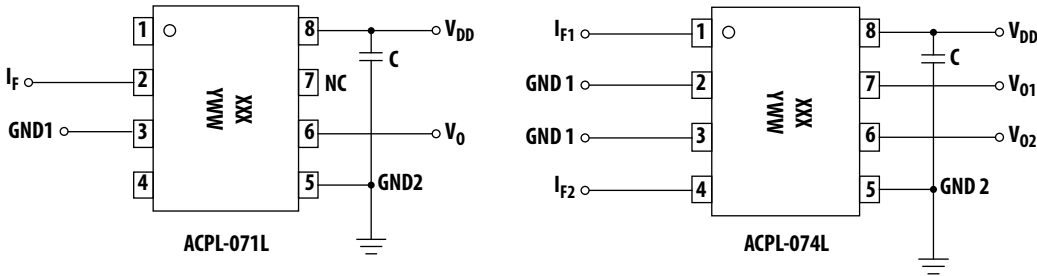 1
8
V_DD
C
I_F
2
7
NC
XXX
YWW
GND1
3
6
V_O
4
5
GND2
ACPL-071L
I_F1
1
8
V_DD
C
GND 1
2
7
V_O1
XXX
YWW
GND 1
3
6
V_O2
I_F2
4
5
GND 2
ACPL-074L